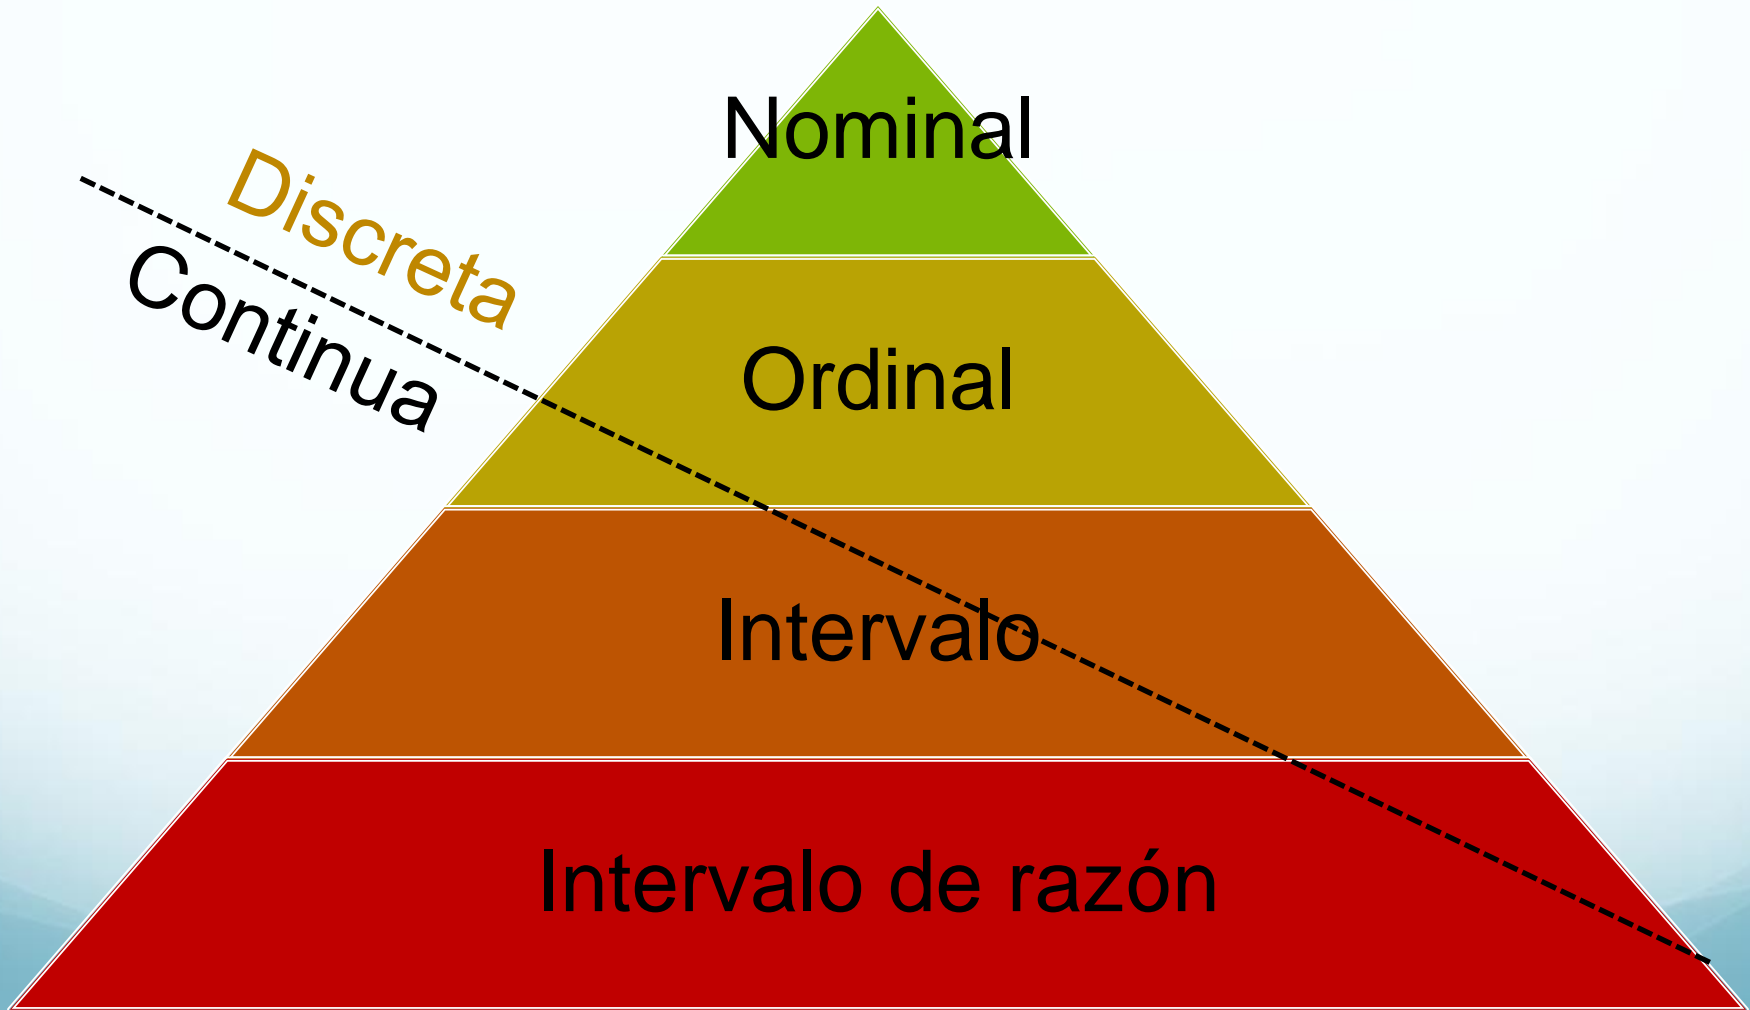 Nominal
Discreta
Continua
Ordinal
Intervalo
Intervalo de razón